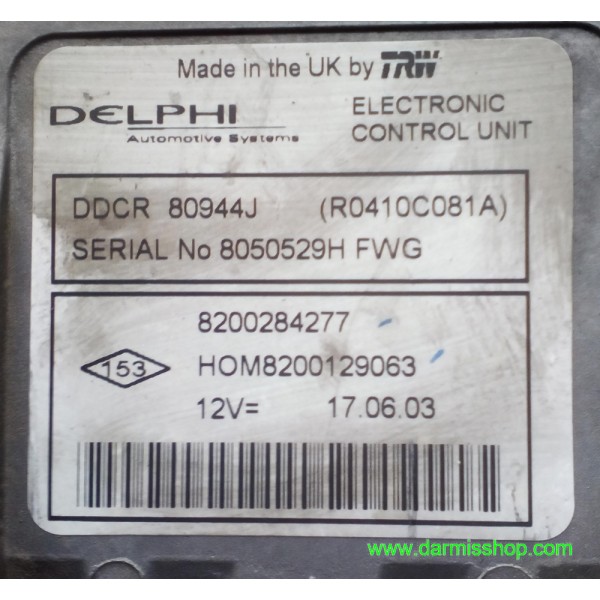 Made in the UK by TRW
DELPHI
Automotive Systems
ELECTRONIC
CONTROL UNIT
DDCR 80944J (R0410C081A)
SERIAL No 8050529H FWG
8200284277
153 HOM8200129063
12V= 17.06.03
www.darmisshop.com